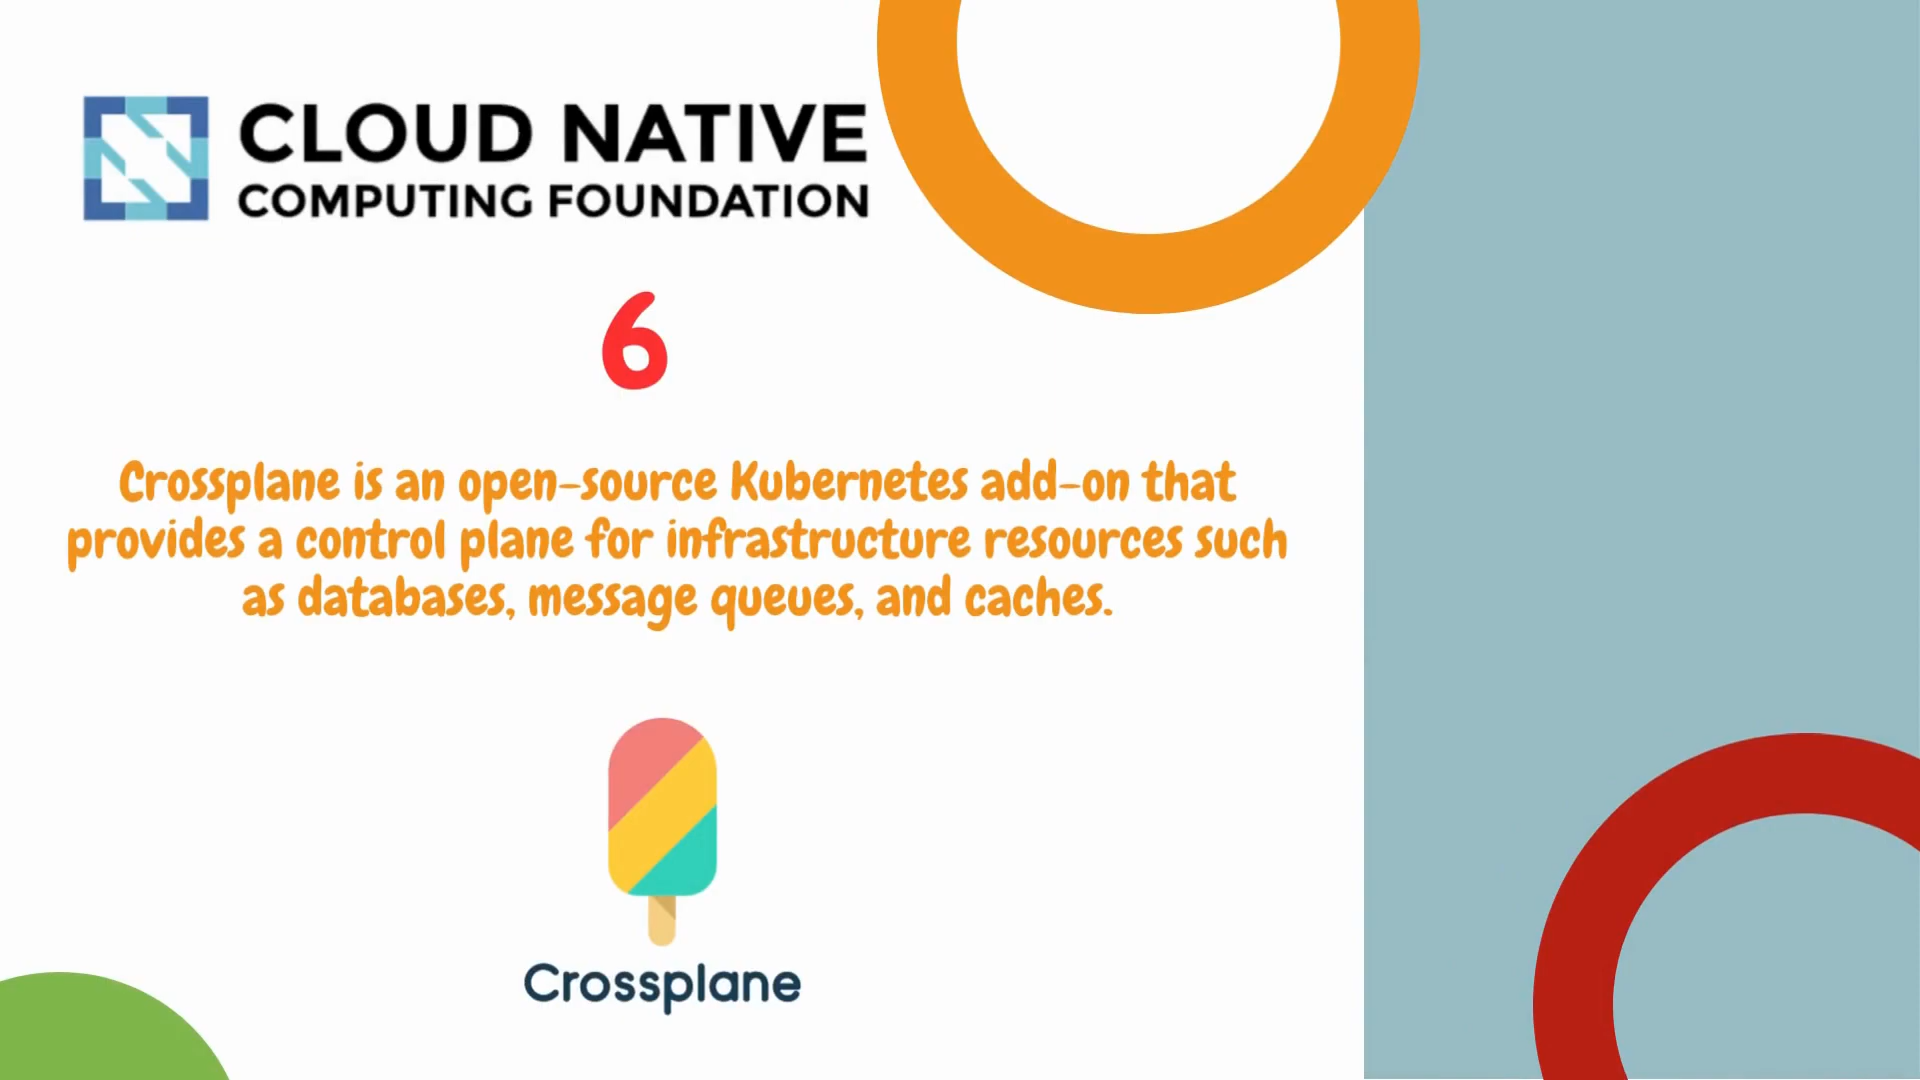 CLOUD NATIVE
COMPUTING FOUNDATION
6
Crossplane is an open-source Kubernetes add-on that
provides a control plane for infrastructure resources such
as databases, message queues, and caches.
Crossplane